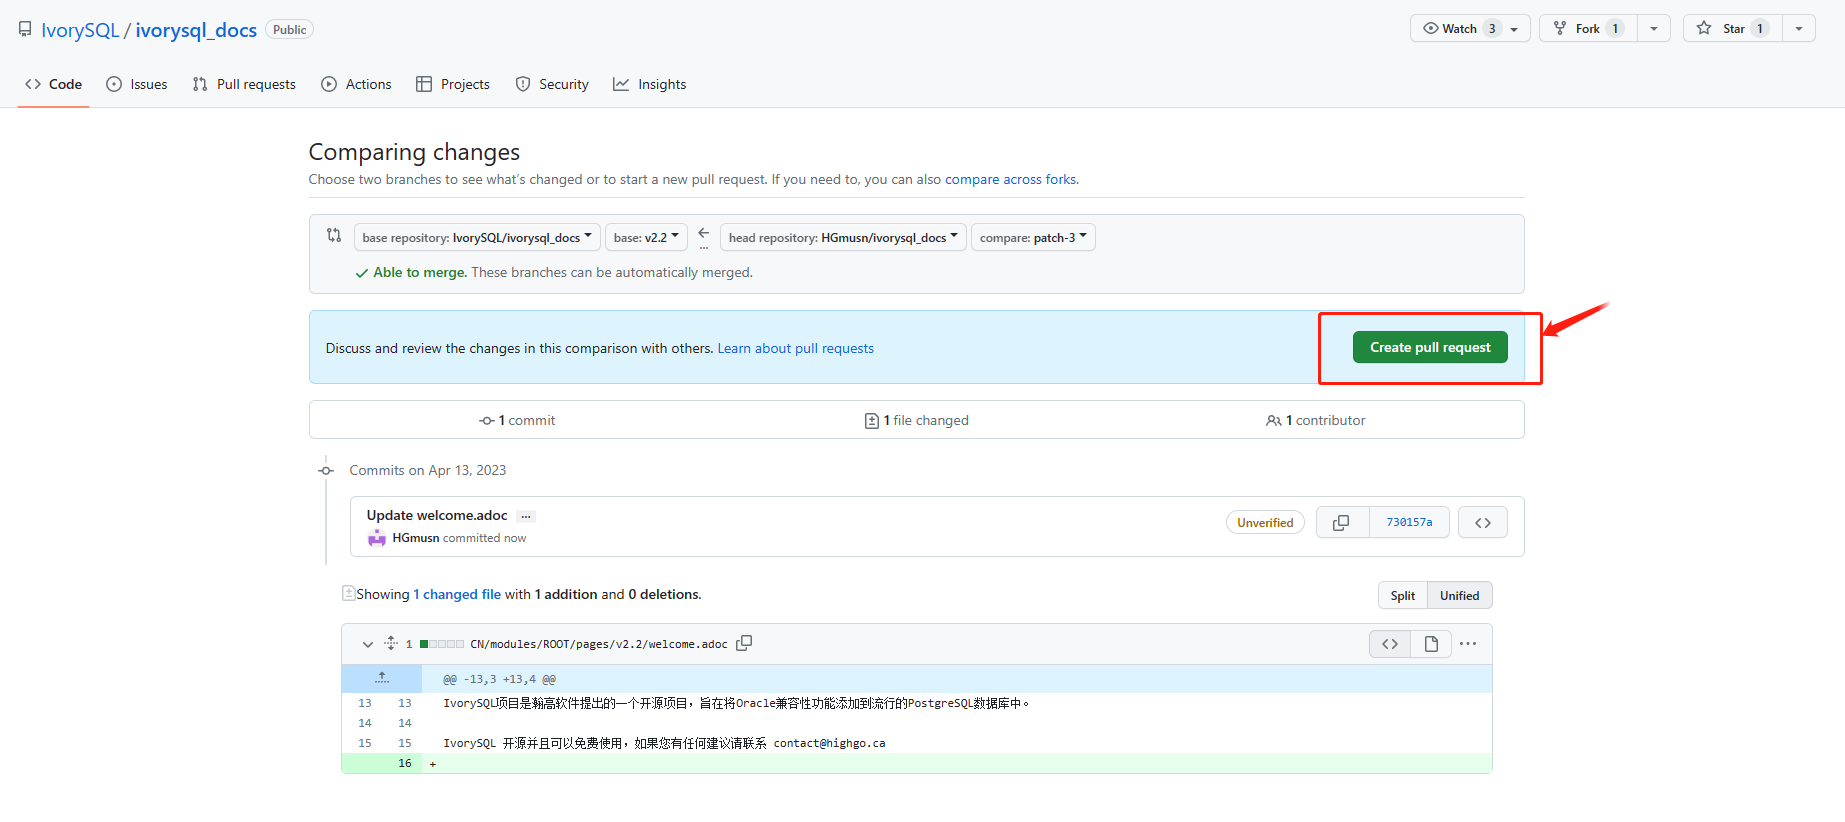 IvorySQL / ivorysql_docs Public
Watch 3 Fork 1 Star 1
Code Issues Pull requests Actions Projects Security Insights
Comparing changes
Choose two branches to see what's changed or to start a new pull request. If you need to, you can also compare across forks.
base repository: IvorySQL/ivorysql_docs base: v2.2 ... head repository: HGmusn/ivorysql_docs compare: patch-3
Able to merge. These branches can be automatically merged.
Discuss and review the changes in this comparison with others. Learn about pull requests
Create pull request
1 commit 1 file changed 1 contributor
Commits on Apr 13, 2023
Update welcome.adoc ...
HGmusn committed now
Unverified 730157a
Showing 1 changed file with 1 addition and 0 deletions.
Split Unified
1 CN/modules/ROOT/pages/v2.2/welcome.adoc
@@ -13,3 +13,4 @@
13 13 IvorySQL项目是瀚高软件提出的一个开源项目，旨在将Oracle兼容性功能添加到流行的PostgreSQL数据库中。
14 14
15 15 IvorySQL 开源并且可以免费使用，如果您有任何建议请联系 contact@highgo.ca
16 +